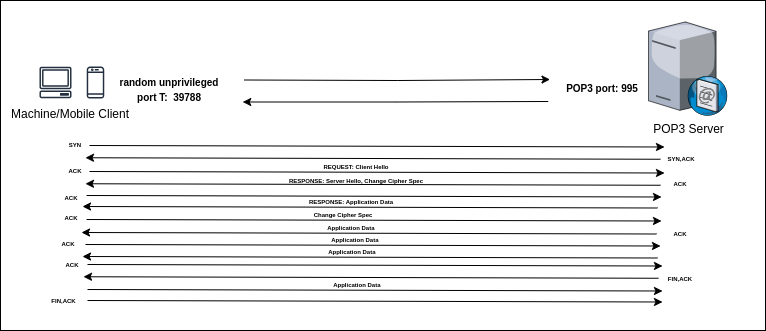 random unprivileged
port T: 39788
POP3 port: 995
Machine/Mobile Client
POP3 Server
SYN
SYN,ACK
REQUEST: Client Hello
ACK
RESPONSE: Server Hello, Change Cipher Spec
ACK
ACK
RESPONSE: Application Data
Change Cipher Spec
ACK
Application Data
ACK
Application Data
ACK
Application Data
ACK
FIN,ACK
Application Data
FIN,ACK